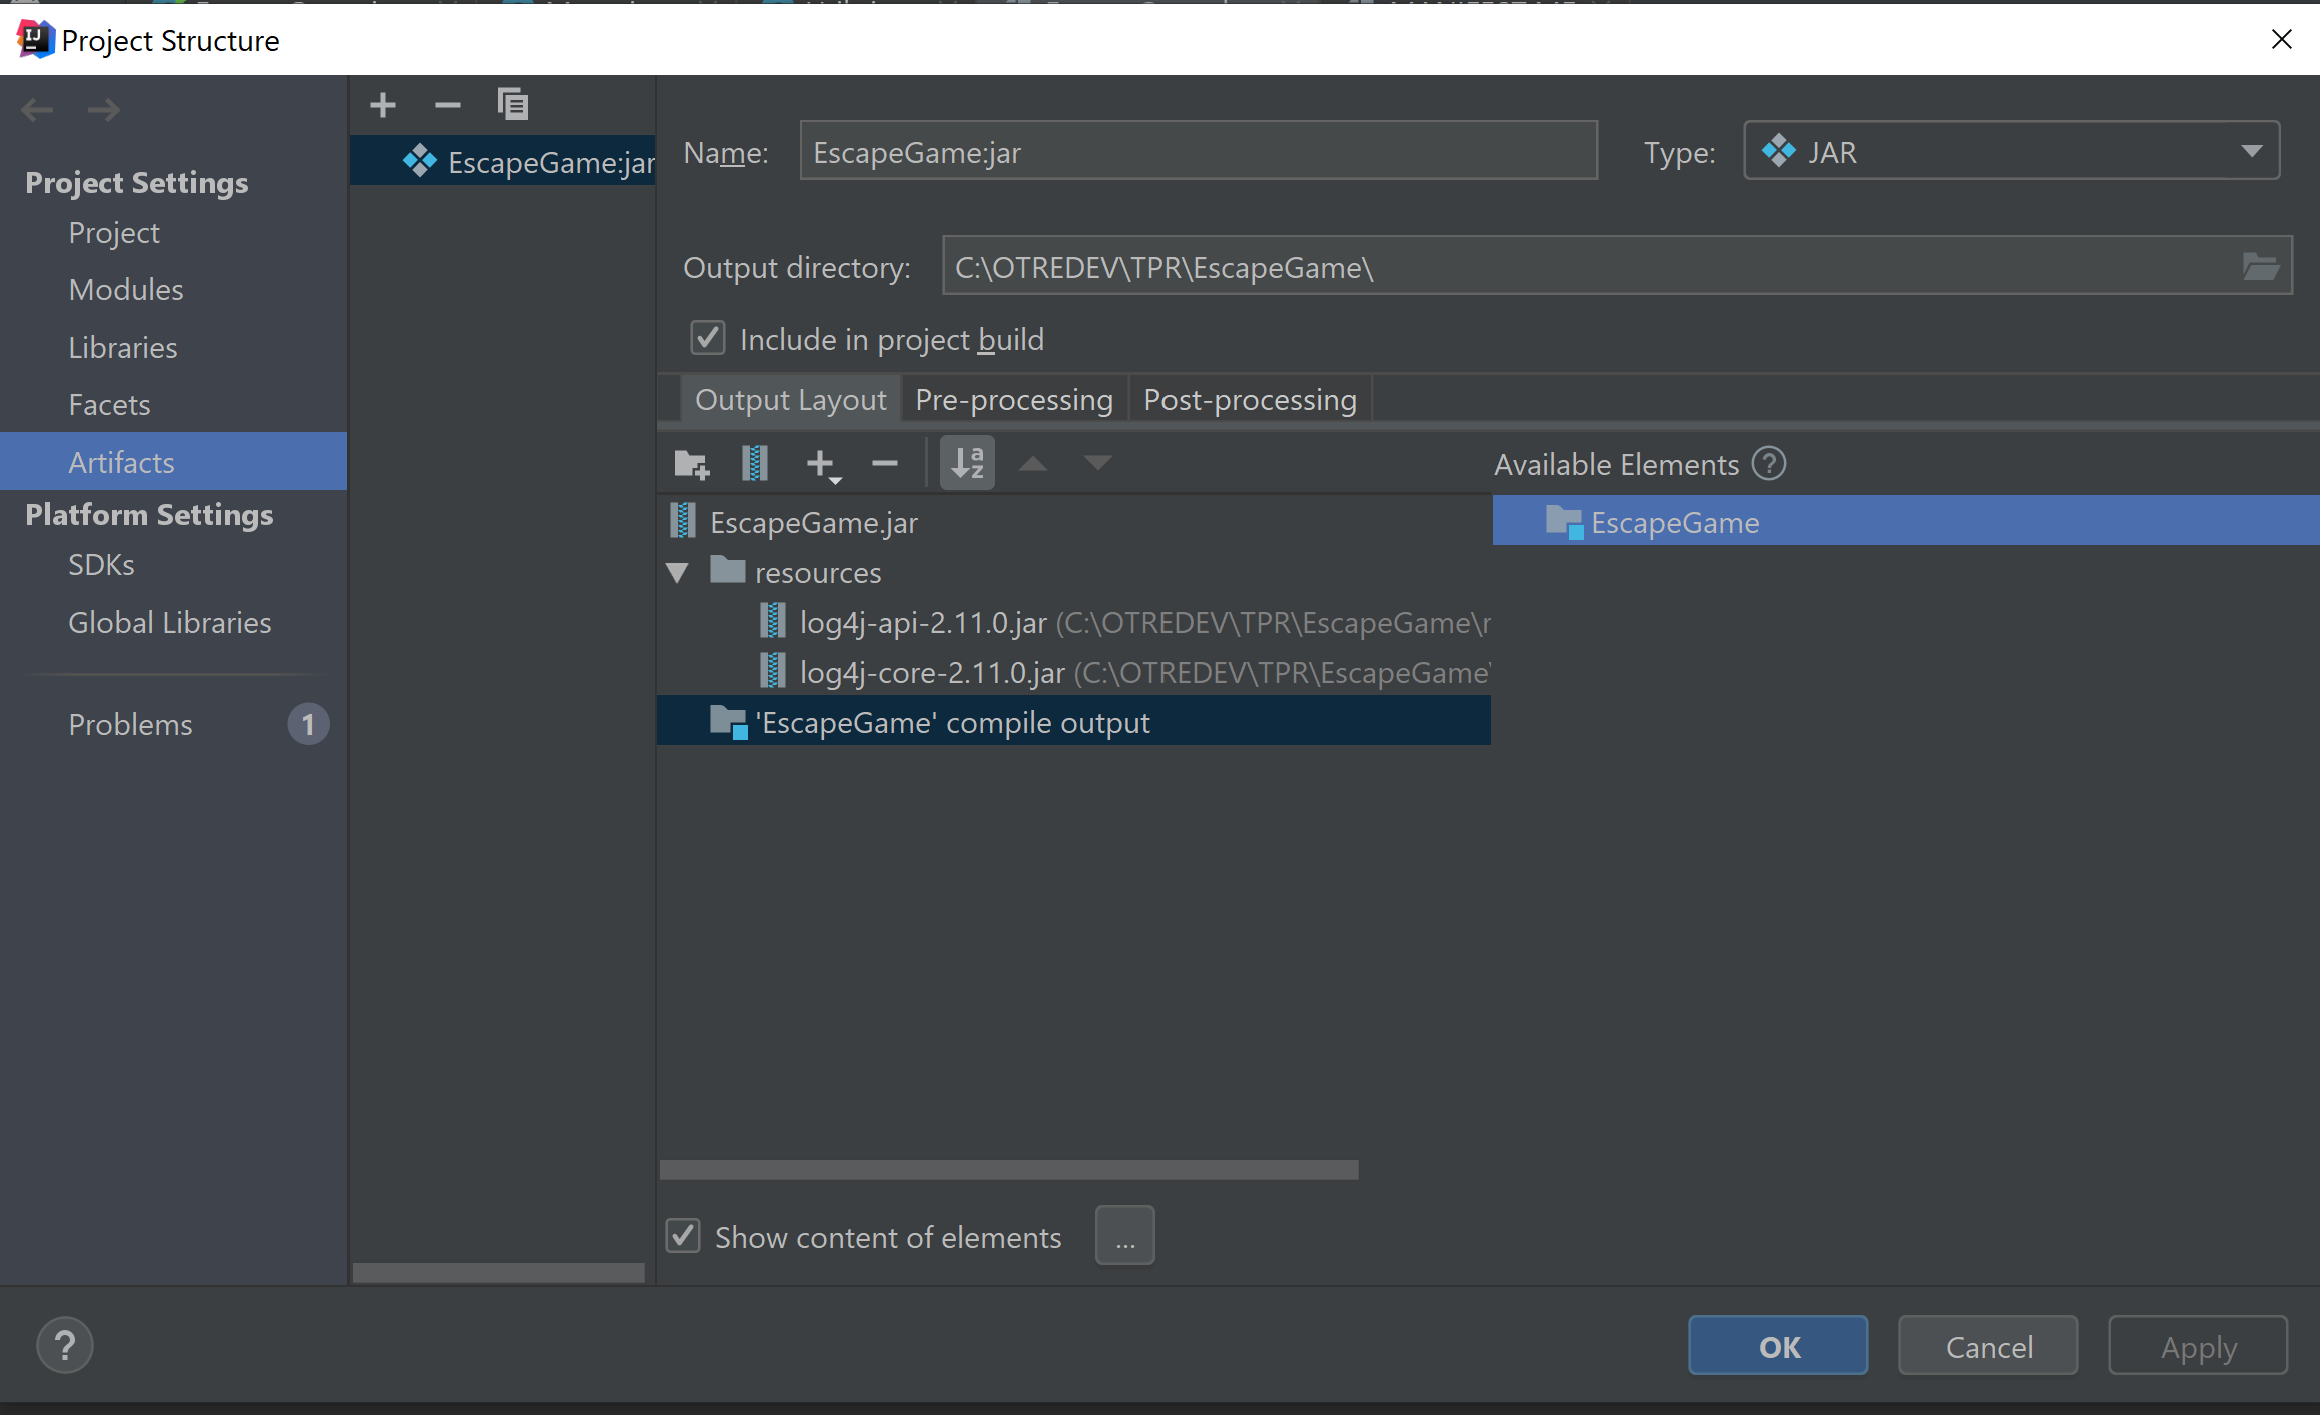 Project Structure
Project Settings
Project
Modules
Libraries
Facets
Artifacts
Platform Settings
SDKs
Global Libraries
Problems 1
EscapeGame:jar
Name: EscapeGame:jar Type: JAR
Output directory: C:\OTREDEV\TPR\EscapeGame\
Include in project build
Output Layout Pre-processing Post-processing
Available Elements ?
EscapeGame.jar
resources
log4j-api-2.11.0.jar (C:\OTREDEV\TPR\EscapeGame\r
log4j-core-2.11.0.jar (C:\OTREDEV\TPR\EscapeGame\
'EscapeGame' compile output
EscapeGame
Show content of elements ...
? OK Cancel Apply